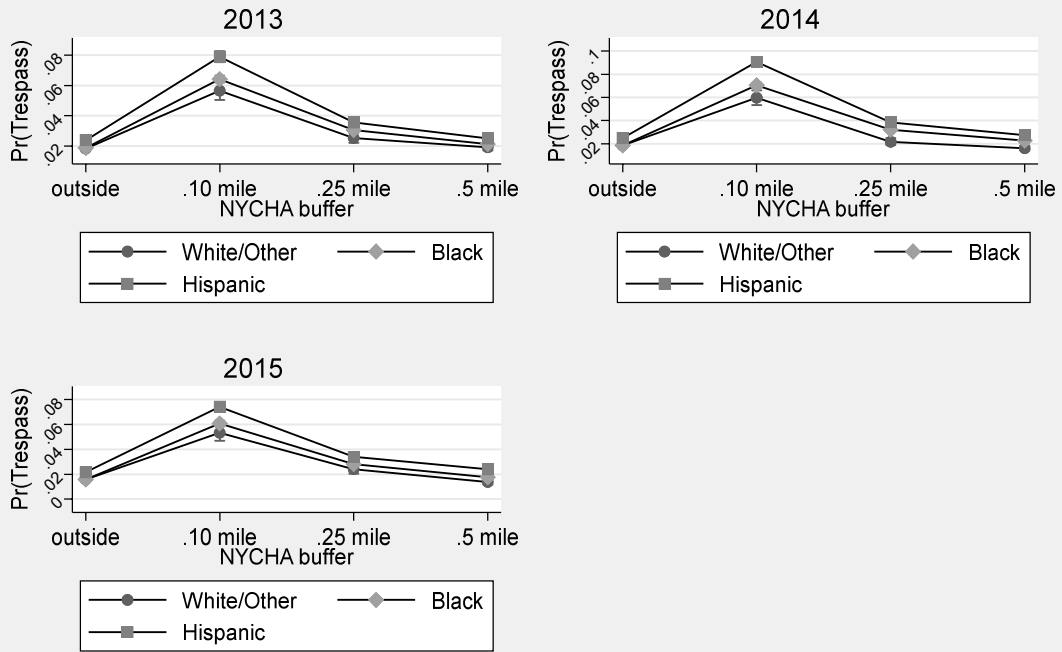 2013
Pr(Trespass)
.08
.06
.04
.02
outside .10 mile .25 mile .5 mile
NYCHA buffer
White/Other Black
Hispanic
2014
Pr(Trespass)
.1
.08
.06
.04
.02
outside .10 mile .25 mile .5 mile
NYCHA buffer
White/Other Black
Hispanic
2015
Pr(Trespass)
.08
.06
.04
.02
0
outside .10 mile .25 mile .5 mile
NYCHA buffer
White/Other Black
Hispanic